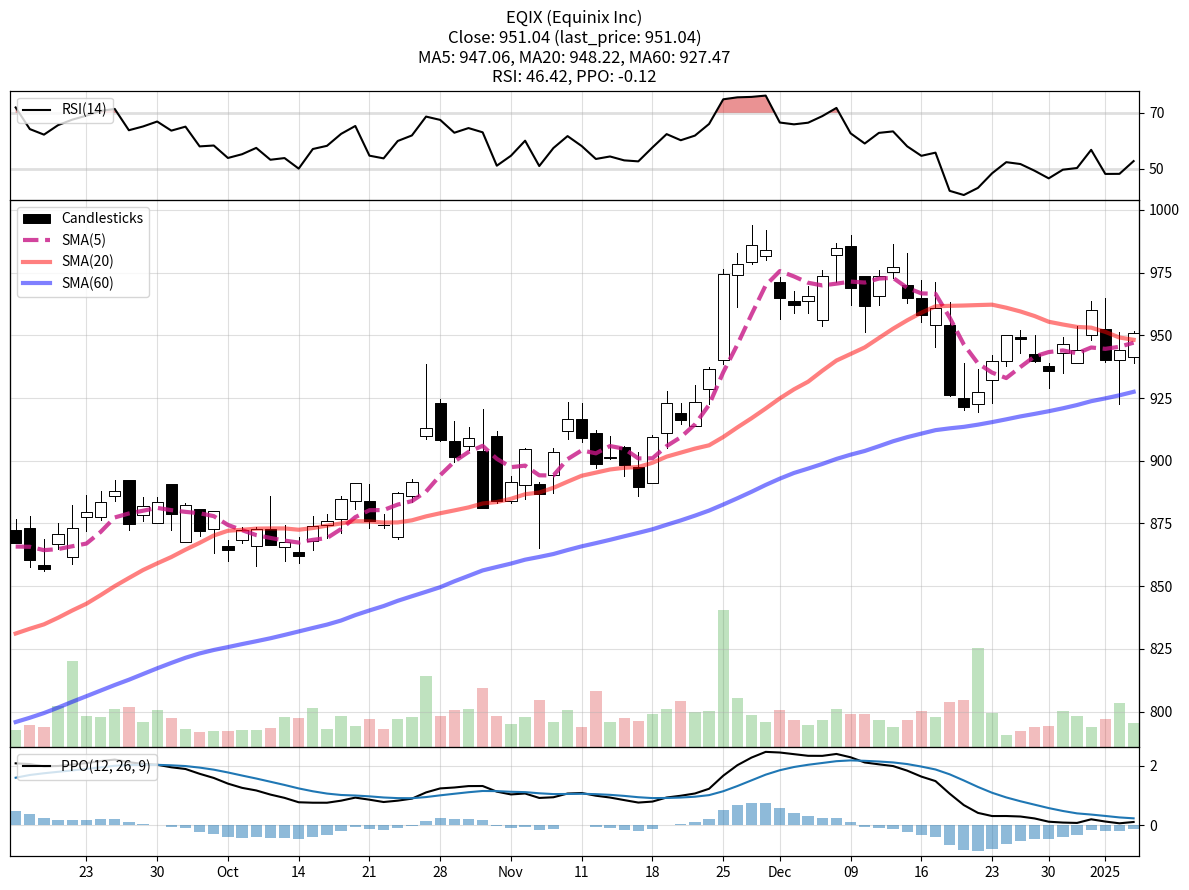 EQIX (Equinix Inc)
Close: 951.04 (last_price: 951.04)
MA5: 947.06, MA20: 948.22, MA60: 927.47
RSI: 46.42, PPO: -0.12
RSI(14)
70
50
Candlesticks
SMA(5)
SMA(20)
SMA(60)
1000
975
950
925
900
875
850
825
800
PPO(12, 26, 9)
2
0
23 30 Oct 14 21 28 Nov 11 18 25 Dec 09 16 23 30 2025